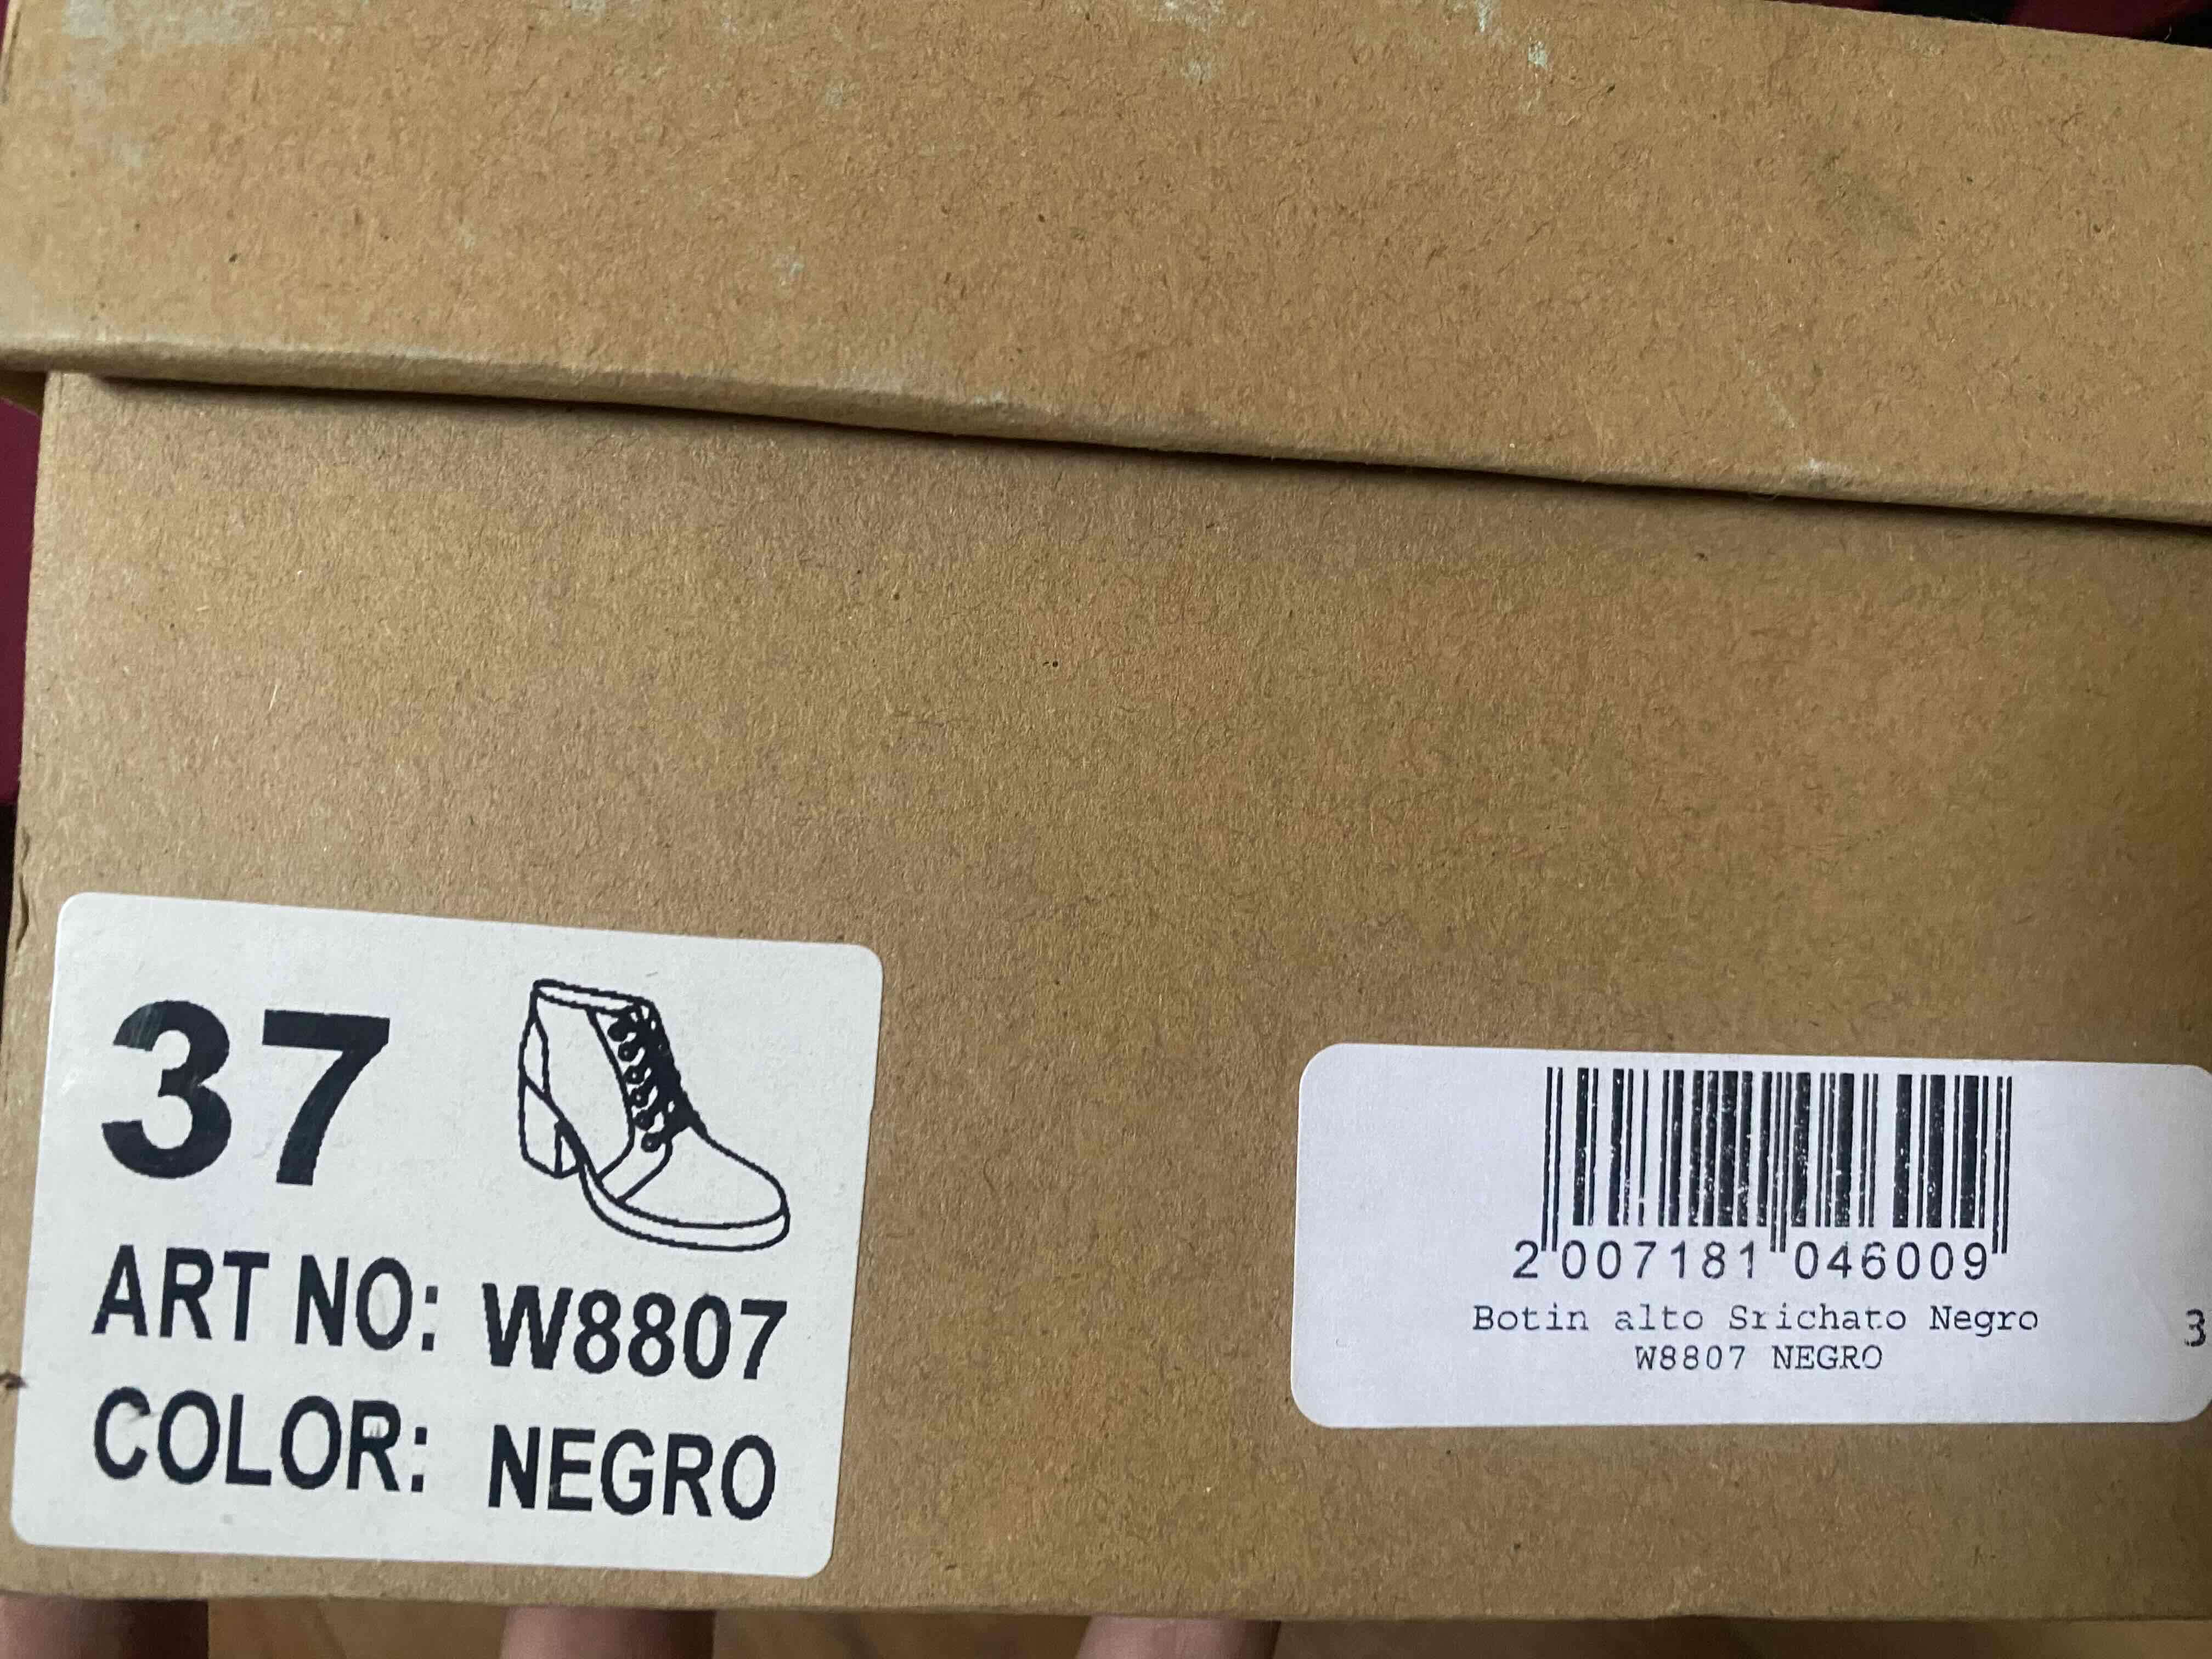 37
ART NO: W8807
COLOR: NEGRO
2 007181 046009
Botin alto Srichato Negro
W8807 NEGRO
3